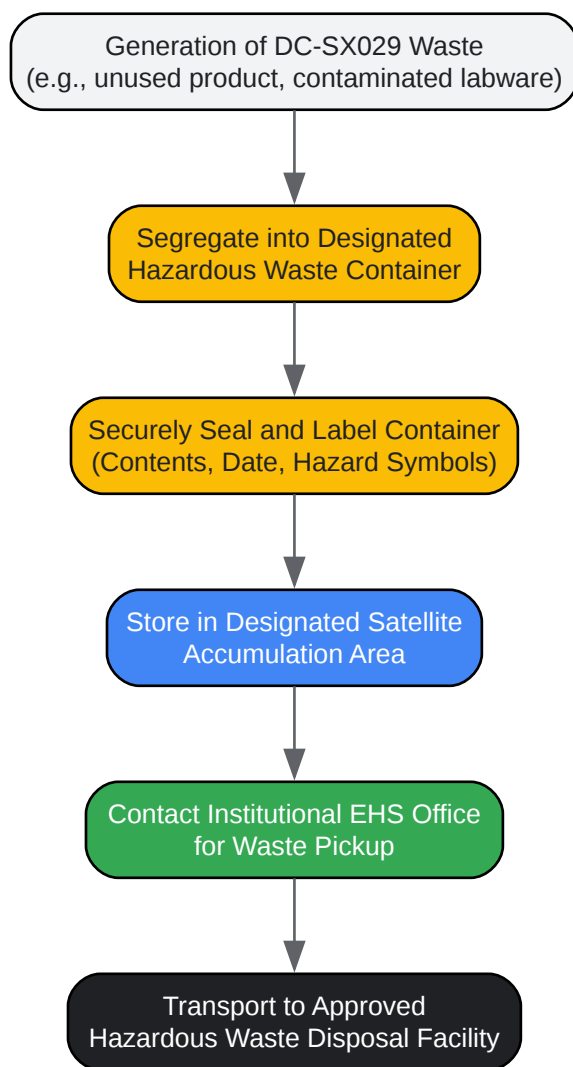 Generation of DC-SX029 Waste
(e.g., unused product, contaminated labware)
Segregate into Designated
Hazardous Waste Container
Securely Seal and Label Container
(Contents, Date, Hazard Symbols)
Store in Designated Satellite
Accumulation Area
Contact Institutional EHS Office
for Waste Pickup
Transport to Approved
Hazardous Waste Disposal Facility